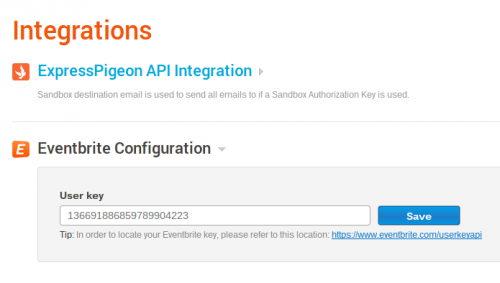 Integrations
ExpressPigeon API Integration
Sandbox destination email is used to send all emails to if a Sandbox Authorization Key is used.
E Eventbrite Configuration
User key
136691886859789904223 Save
Tip: In order to locate your Eventbrite key, please refer to this location: https://www.eventbrite.com/userkeyapi